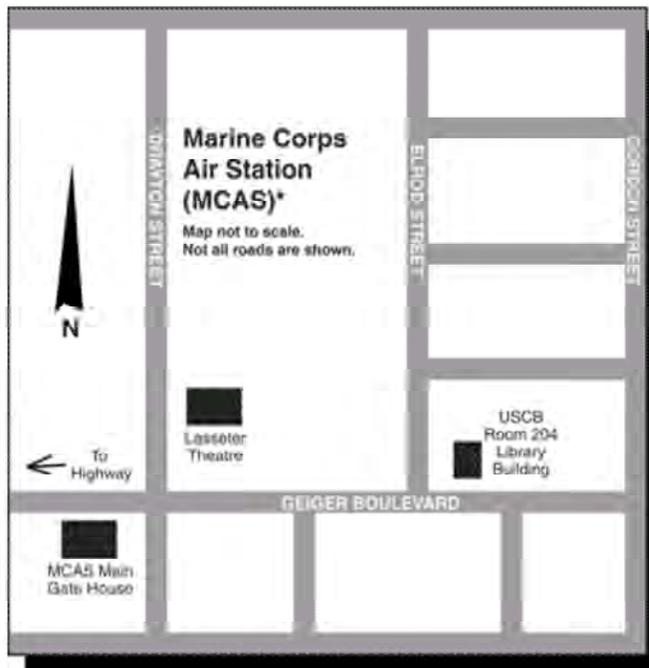 Marine Corps
Air Station
(MCAS)*
Map not to scale.
Not all roads are shown.
DRAYTON STREET
ELROD STREET
GORDON STREET
N
Lasseter
Theatre
To
Highway
USCB
Room 204
Library
Building
GEIGER BOULEVARD
MCAS Main
Gate House